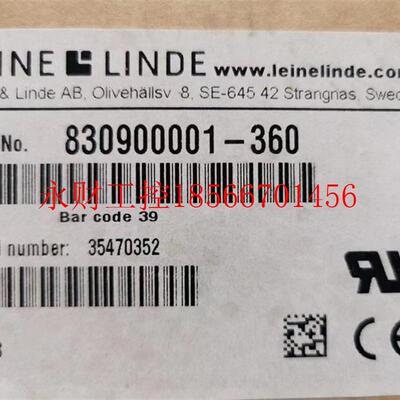 INE LINDE www.leinelinde.co
& Linde AB, Olivehällsv 8, SE-645 42 Strangnas, Swed
No. 830900001-360
永财工控18566701456
Bar code 39
number: 35470352